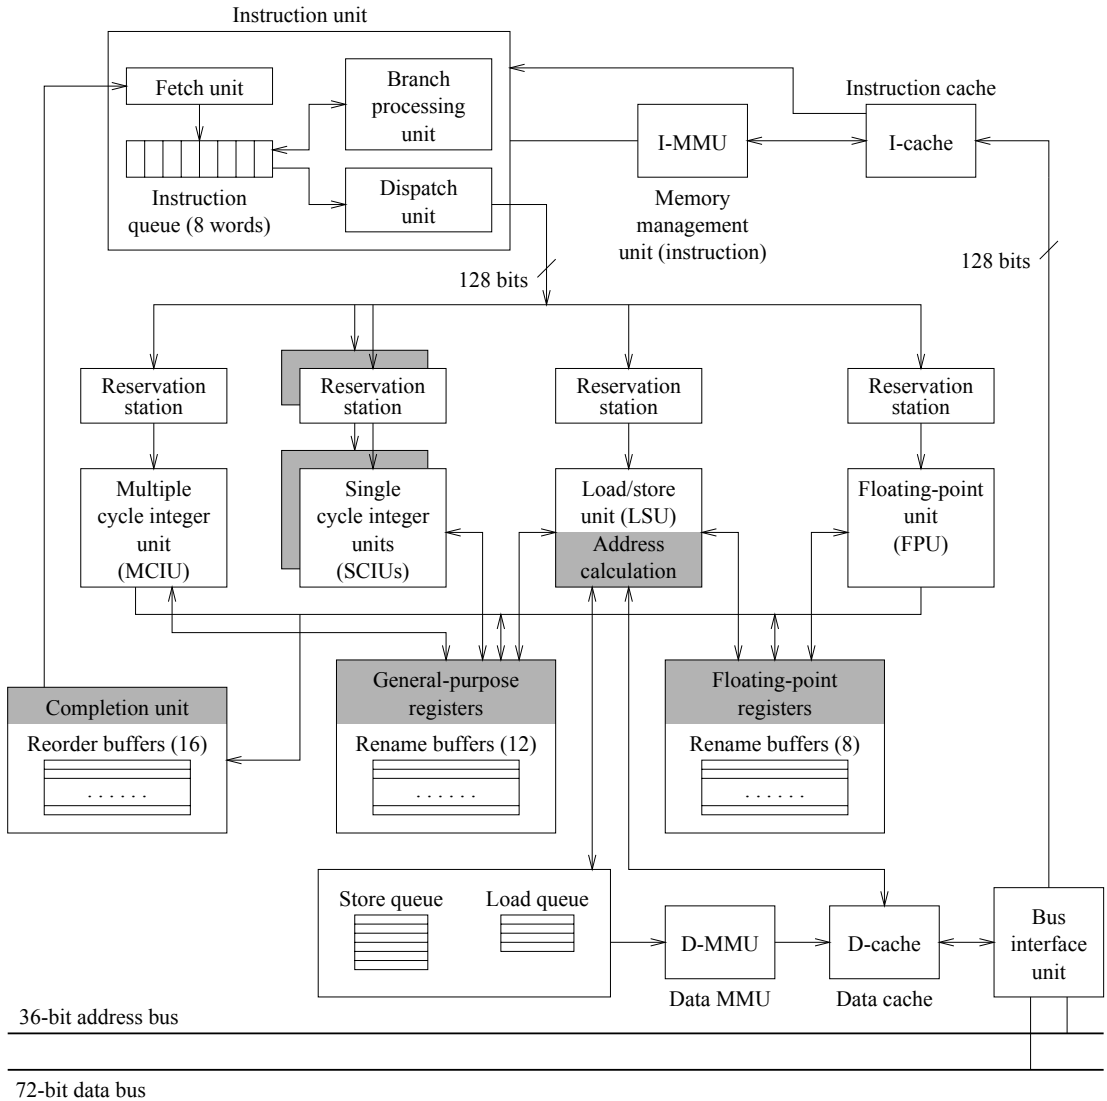 Instruction unit
Fetch unit
Branch
processing
unit
Instruction
queue (8 words)
Dispatch
unit
I-MMU
Memory
management
unit (instruction)
Instruction cache
I-cache
128 bits
128 bits
Reservation
station
Reservation
station
Reservation
station
Reservation
station
Multiple
cycle integer
unit
(MCIU)
Single
cycle integer
units
(SCIUs)
Load/store
unit (LSU)
Address
calculation
Floating-point
unit
(FPU)
Completion unit
Reorder buffers (16)
. . . . . .
General-purpose
registers
Rename buffers (12)
. . . . . .
Floating-point
registers
Rename buffers (8)
. . . . . .
Store queue
Load queue
D-MMU
Data MMU
D-cache
Data cache
Bus
interface
unit
36-bit address bus
72-bit data bus